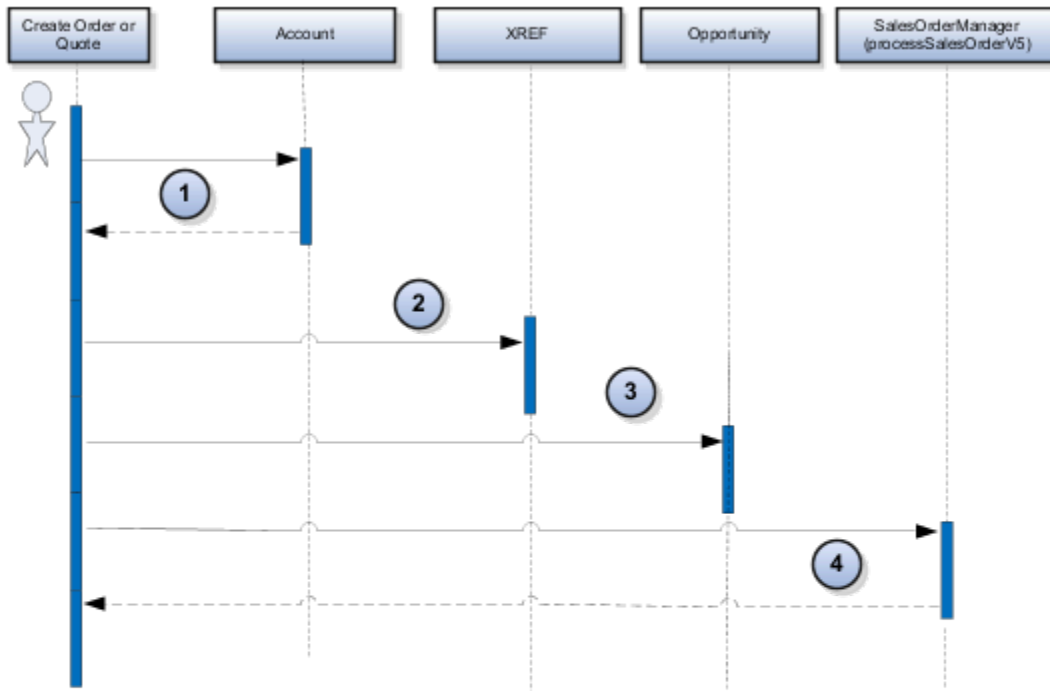 Create Order or
Quote
Account
XREF
Opportunity
SalesOrderManager
(processSalesOrderV5)
1
2
3
4